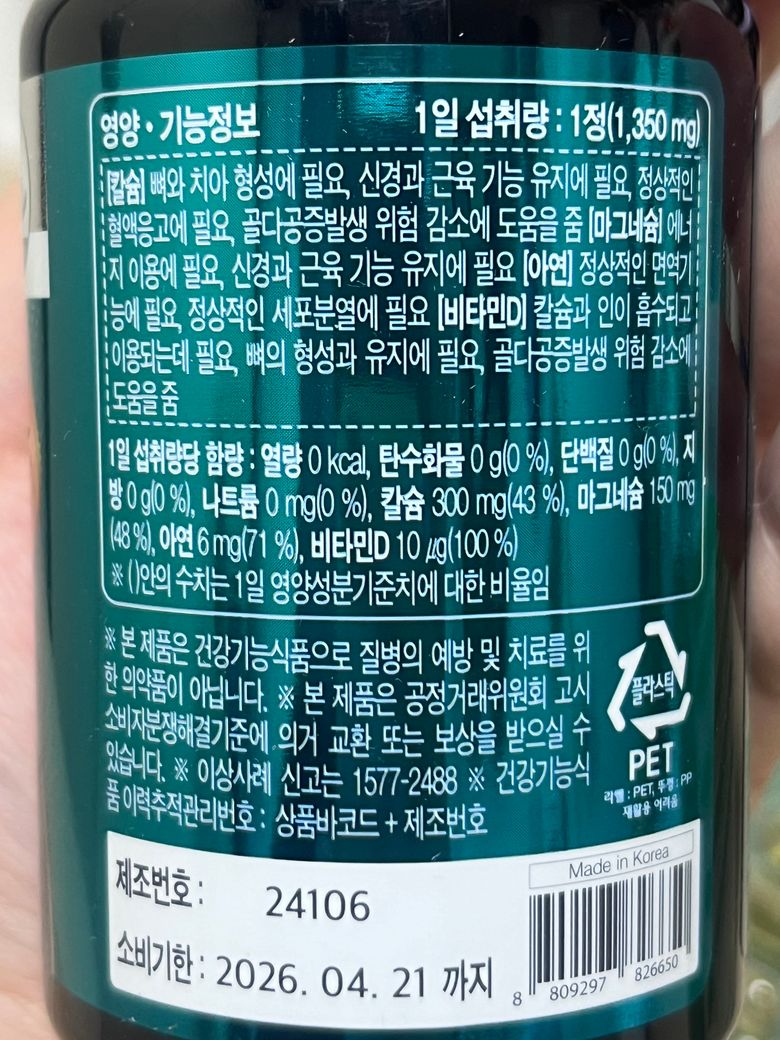 영양•기능정보 1일 섭취량 : 1정(1,350 mg)
[칼슘] 뼈와 치아 형성에 필요, 신경과 근육 기능 유지에 필요, 정상적인
혈액응고에 필요, 골다공증발생 위험 감소에 도움을 줌 [마그네슘] 에너
지 이용에 필요, 신경과 근육 기능 유지에 필요 [아연] 정상적인 면역기
능에 필요, 정상적인 세포분열에 필요 [비타민D] 칼슘과 인이 흡수되고
이용되는데 필요, 뼈의 형성과 유지에 필요, 골다공증발생 위험 감소에
도움을 줌
1일 섭취량당 함량 : 열량 0 kcal, 탄수화물 0 g(0 %), 단백질 0 g(0 %), 지
방 0 g(0 %), 나트륨 0 mg(0 %), 칼슘 300 mg(43 %), 마그네슘 150 mg
(48 %), 아연 6 mg(71 %), 비타민D 10 μg(100 %)
※ ( )안의 수치는 1일 영양성분기준치에 대한 비율임
※ 본 제품은 건강기능식품으로 질병의 예방 및 치료를 위
한 의약품이 아닙니다. ※ 본 제품은 공정거래위원회 고시
소비자분쟁해결기준에 의거 교환 또는 보상을 받으실 수
있습니다. ※ 이상사례 신고는 1577-2488 ※ 건강기능식
품 이력추적관리번호 : 상품바코드 + 제조번호
플라스틱
PET
라벨 : PET, 뚜껑 : PP
재활용 어려움
제조번호 : 24106
소비기한 : 2026. 04. 21 까지
Made in Korea
8 809297 826650